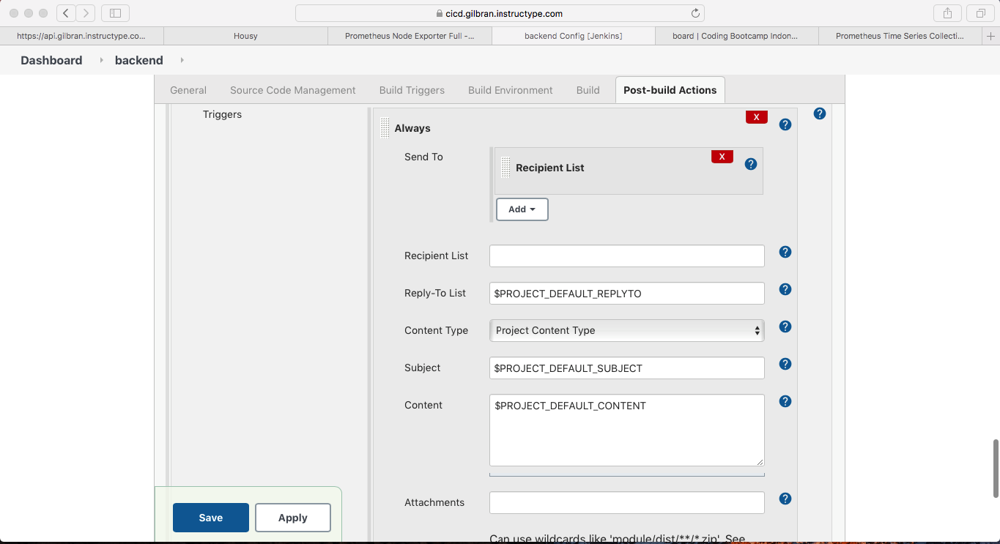 cicd.gilbran.instructype.com
https://api.gilbran.instructype.co...
Housy
Prometheus Node Exporter Full -...
backend Config [Jenkins]
board | Coding Bootcamp Indon...
Prometheus Time Series Collecti...
Dashboard
backend
General
Source Code Management
Build Triggers
Build Environment
Build
Post-build Actions
Triggers
X
?
?
Always
Send To
X
?
Recipient List
Add
Recipient List
?
Reply-To List
$PROJECT_DEFAULT_REPLYTO
?
Content Type
Project Content Type
?
Subject
$PROJECT_DEFAULT_SUBJECT
?
Content
$PROJECT_DEFAULT_CONTENT
?
Attachments
?
Save
Apply
Can use wildcards like 'module/dist/**/*.zip'. See